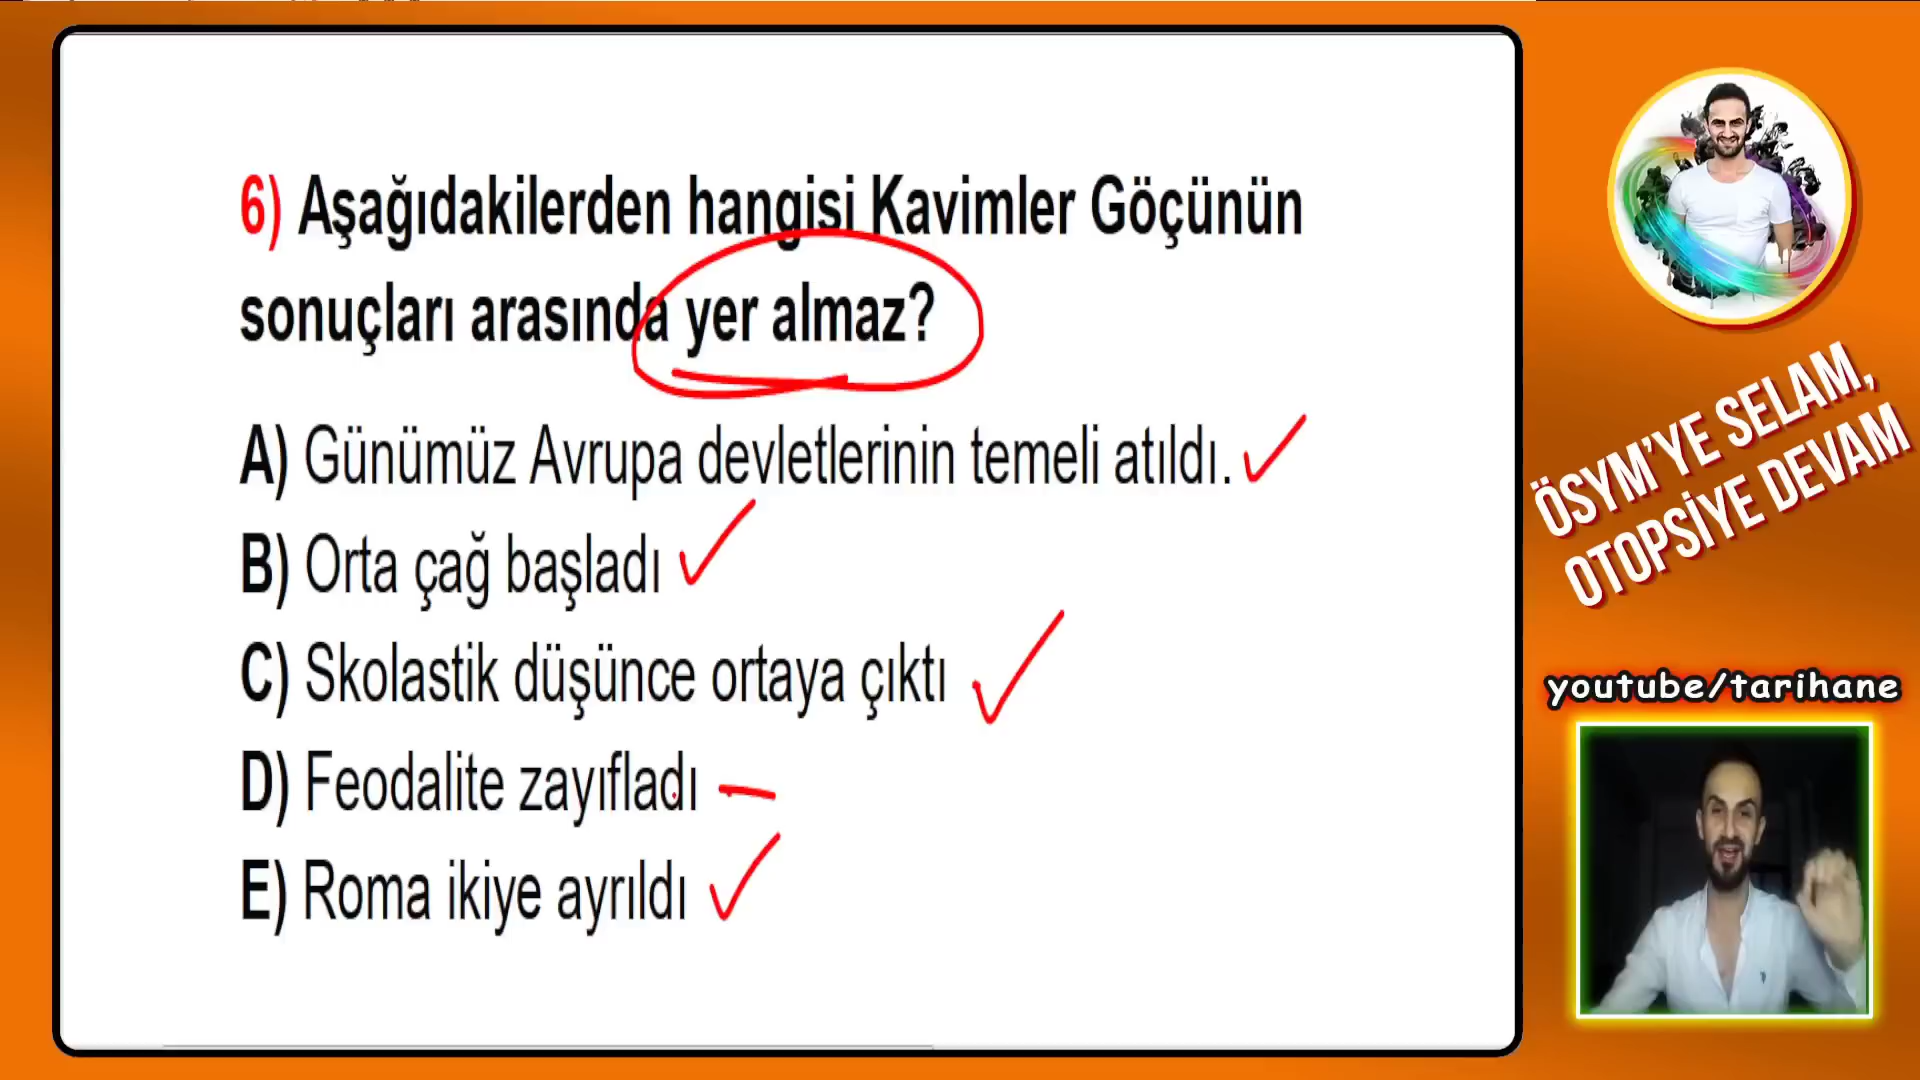 6) Aşağıdakilerden hangisi Kavimler Göçünün
sonuçları arasında yer almaz?
A) Günümüz Avrupa devletlerinin temeli atıldı.
B) Orta çağ başladı
C) Skolastik düşünce ortaya çıktı
D) Feodalite zayıfladı
E) Roma ikiye ayrıldı
ÖSYM'YE SELAM,
OTOPSİYE DEVAM
youtube/tarihane